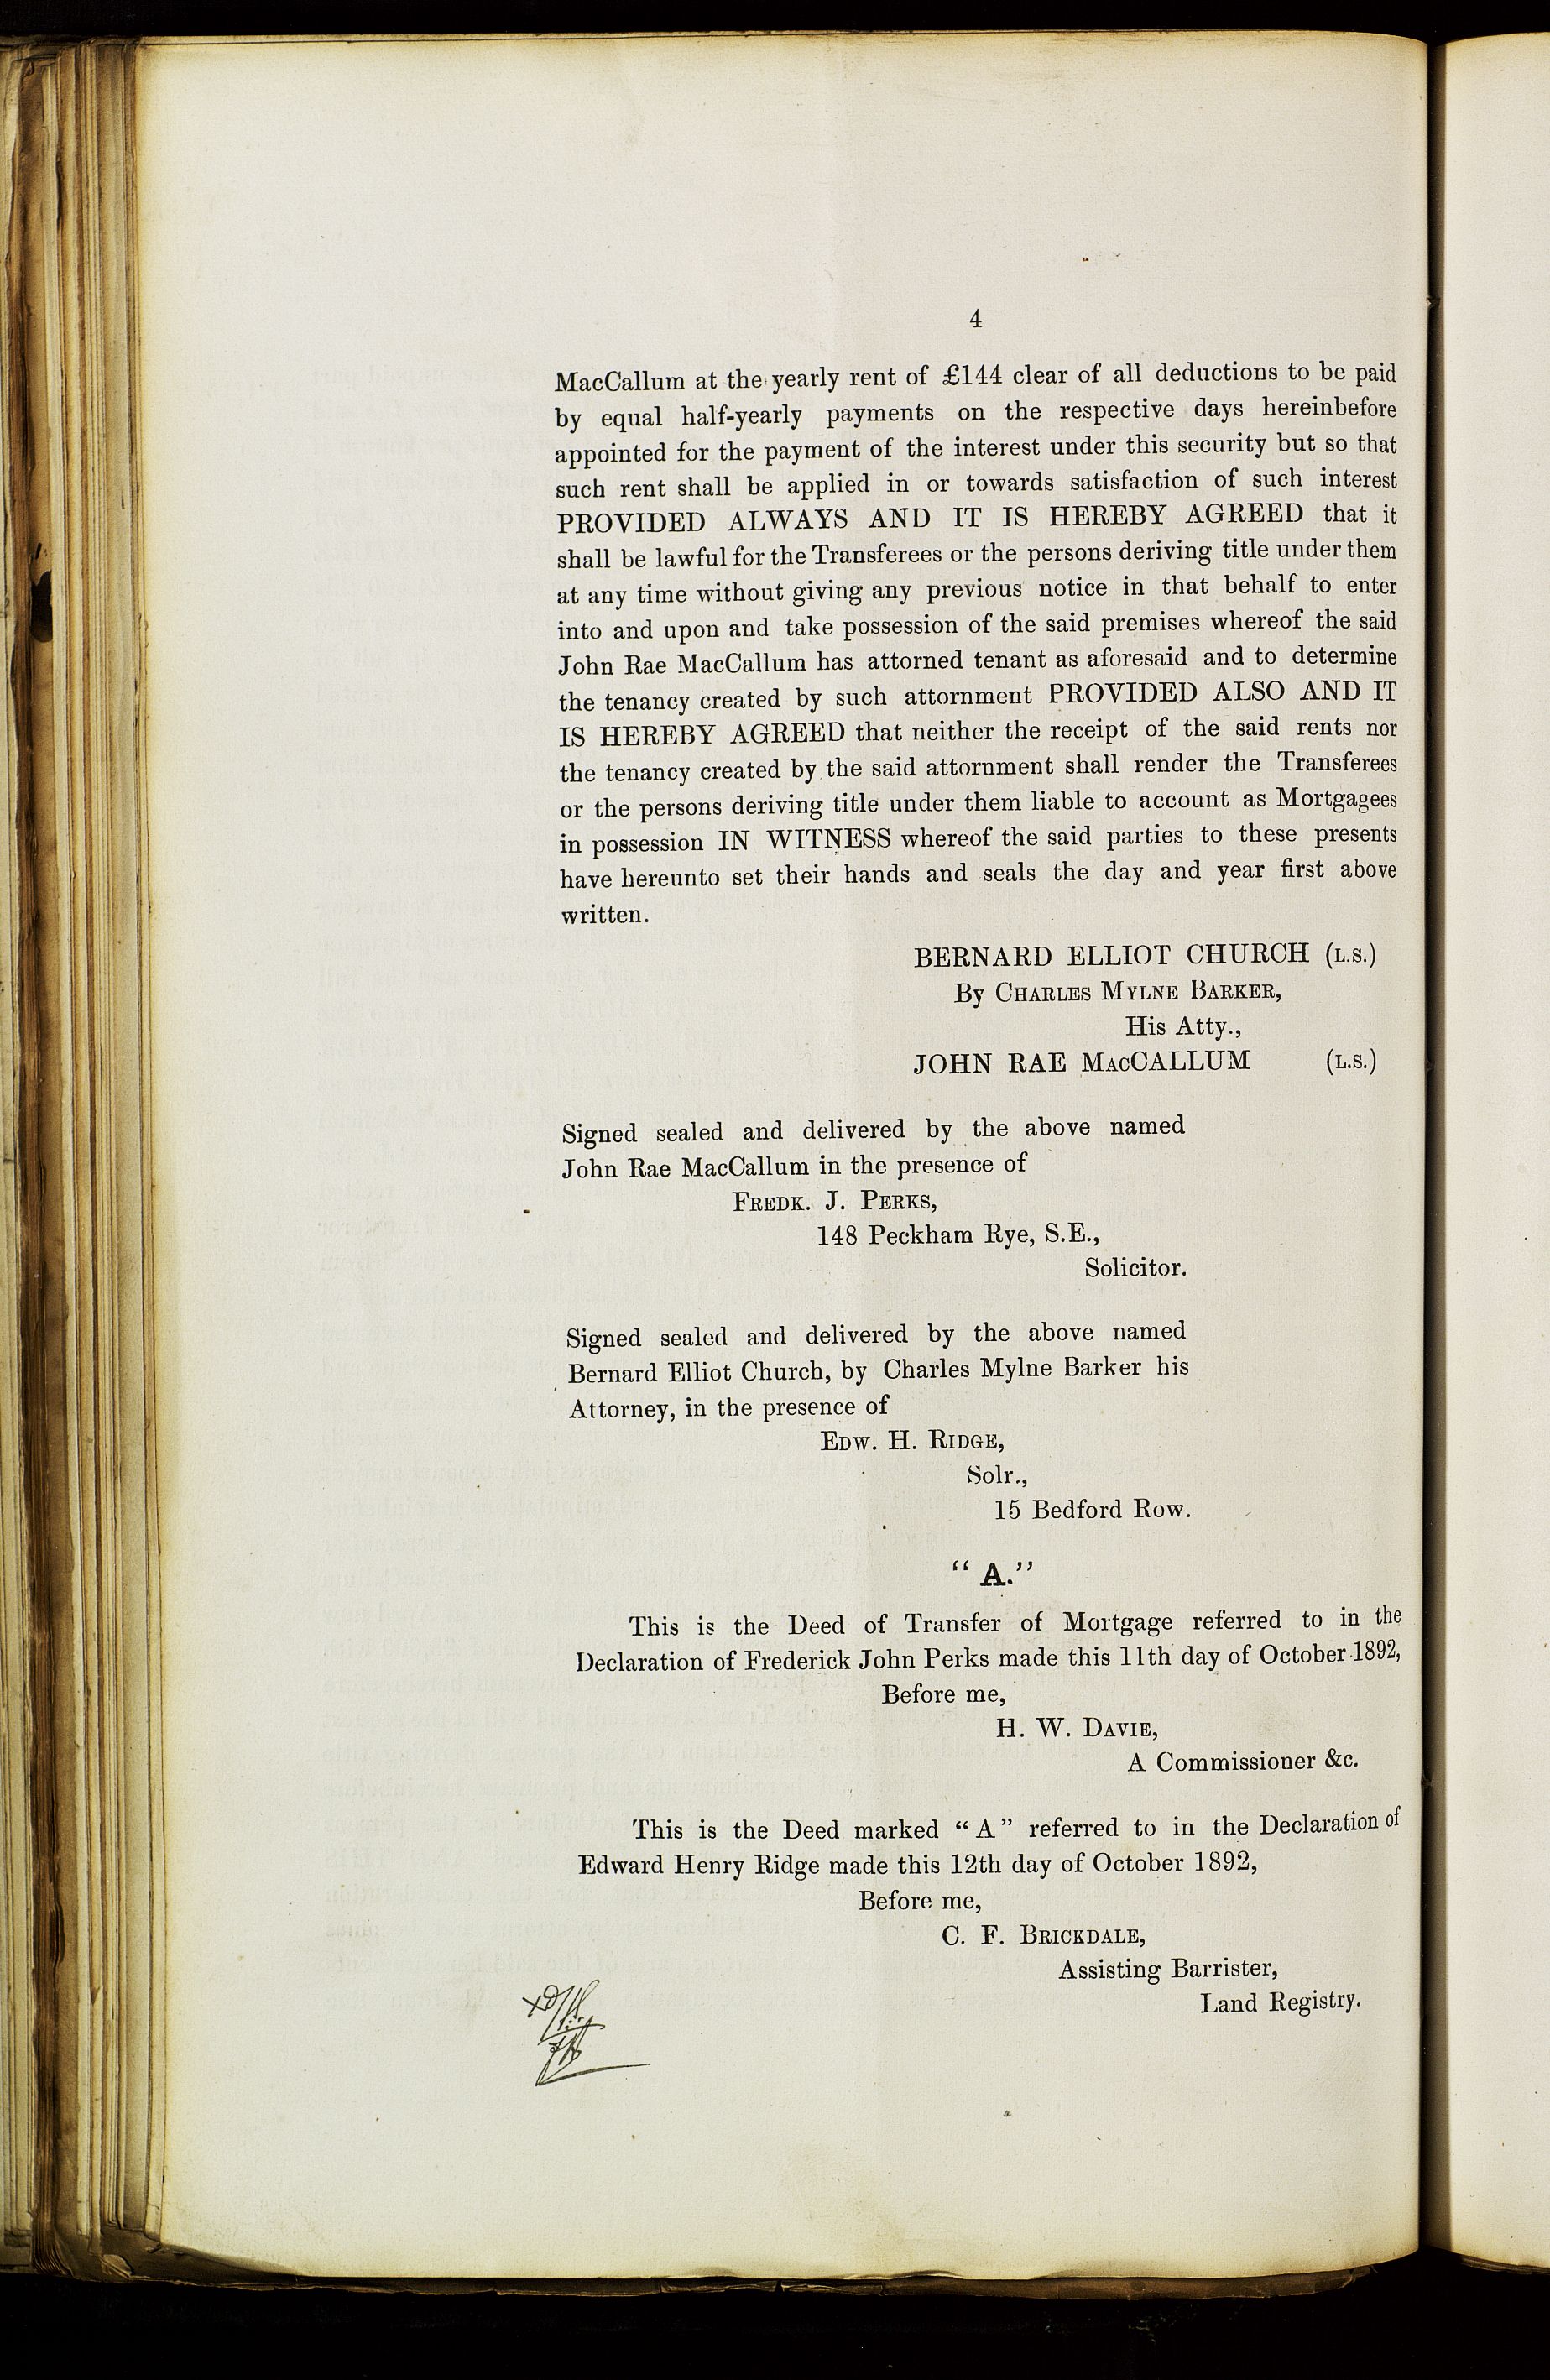 4
MacCallum at the yearly rent of £144 clear of all deductions to be paid
by equal half-yearly payments on the respective days hereinbefore
appointed for the payment of the interest under this security but so that
such rent shall be applied in or towards satisfaction of such interest
PROVIDED ALWAYS AND IT IS HEREBY AGREED that it
shall be lawful for the Transferees or the persons deriving title under them
at any time without giving any previous notice in that behalf to enter
into and upon and take possession of the said premises whereof the said
John Rae MacCallum has attorned tenant as aforesaid and to determine
the tenancy created by such attornment PROVIDED ALSO AND IT
IS HEREBY AGREED that neither the receipt of the said rents nor
the tenancy created by the said attornment shall render the Transferees
or the persons deriving title under them liable to account as Mortgagees
in possession IN WITNESS whereof the said parties to these presents
have hereunto set their hands and seals the day and year first above
written.
BERNARD ELLIOT CHURCH (L.S.)
By CHARLES MYLNE BARKER,
His Atty.,
JOHN RAE MACCALLUM (L.S.)
Signed sealed and delivered by the above named
John Rae MacCallum in the presence of
FREDK. J. PERKS,
148 Peckham Rye, S.E.,
Solicitor.
Signed sealed and delivered by the above named
Bernard Elliot Church, by Charles Mylne Barker his
Attorney, in the presence of
EDW. H. RIDGE,
Solr.,
15 Bedford Row.
"A."
This is the Deed of Transfer of Mortgage referred to in the
Declaration of Frederick John Perks made this 11th day of October 1892,
Before me,
H. W. DAVIE,
A Commissioner &c.
This is the Deed marked "A" referred to in the Declaration of
Edward Henry Ridge made this 12th day of October 1892,
Before me,
C. F. BRICKDALE,
Assisting Barrister,
Land Registry.